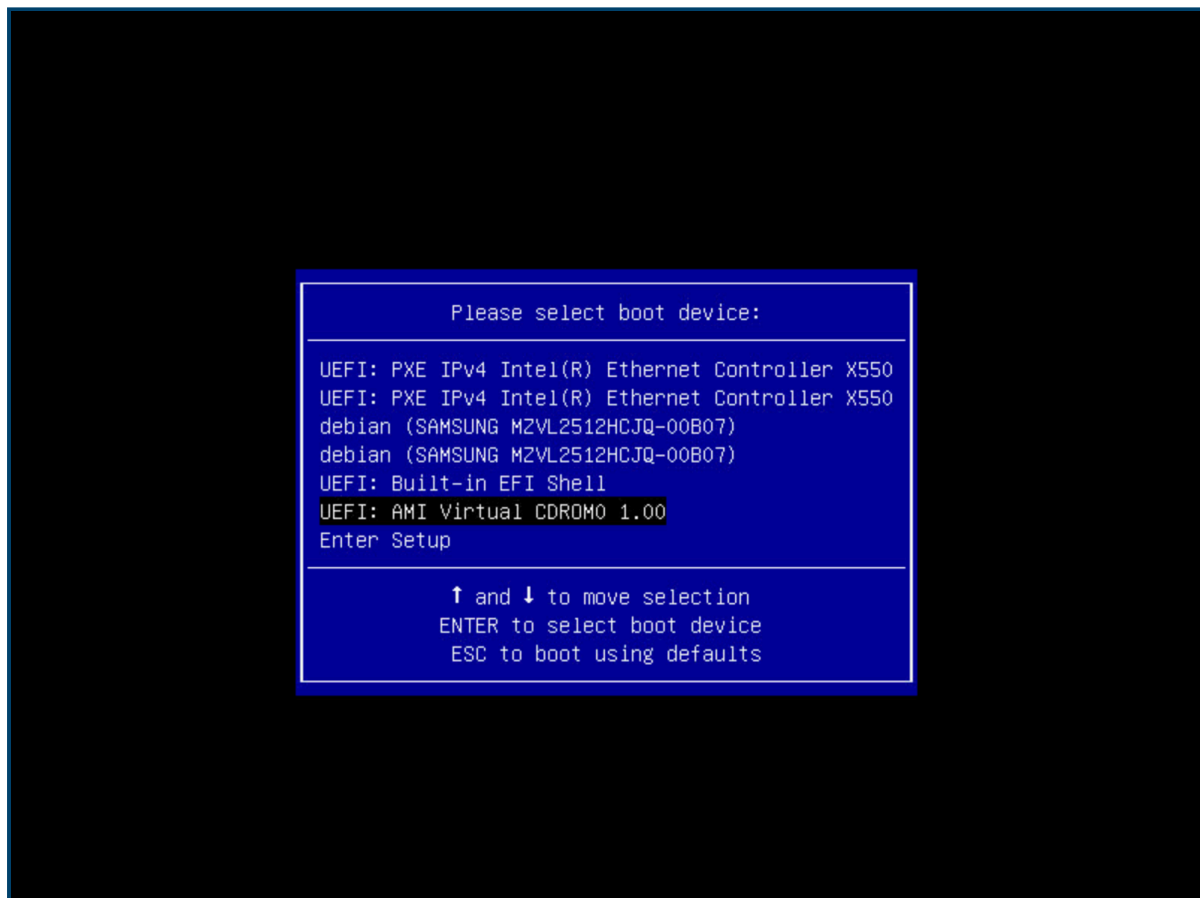 Please select boot device:
UEFI: PXE IPv4 Intel(R) Ethernet Controller X550
UEFI: PXE IPv4 Intel(R) Ethernet Controller X550
debian (SAMSUNG MZVL2512HCJQ-00B07)
debian (SAMSUNG MZVL2512HCJQ-00B07)
UEFI: Built-in EFI Shell
UEFI: AMI Virtual CDROM0 1.00
Enter Setup
↑ and ↓ to move selection
ENTER to select boot device
ESC to boot using defaults